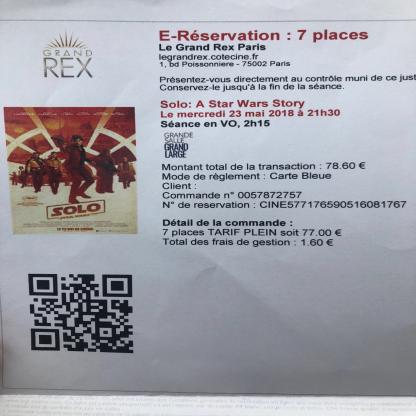 GRAND
REX
E-Réservation : 7 places
Le Grand Rex Paris
legrandrex.cotecine.fr
1, bd Poissonniere - 75002 Paris
Présentez-vous directement au contrôle muni de ce just
Conservez-le jusqu'à la fin de la séance.
Solo: A Star Wars Story
Le mercredi 23 mai 2018 à 21h30
Séance en VO, 2h15
GRANDE
SALLE
GRAND
LARGE
Montant total de la transaction : 78.60 €
Mode de règlement : Carte Bleue
Client :
Commande n° 0057872757
N° de reservation : CINE577176590516081767
Détail de la commande :
7 places TARIF PLEIN soit 77.00 €
Total des frais de gestion : 1.60 €
SOLO